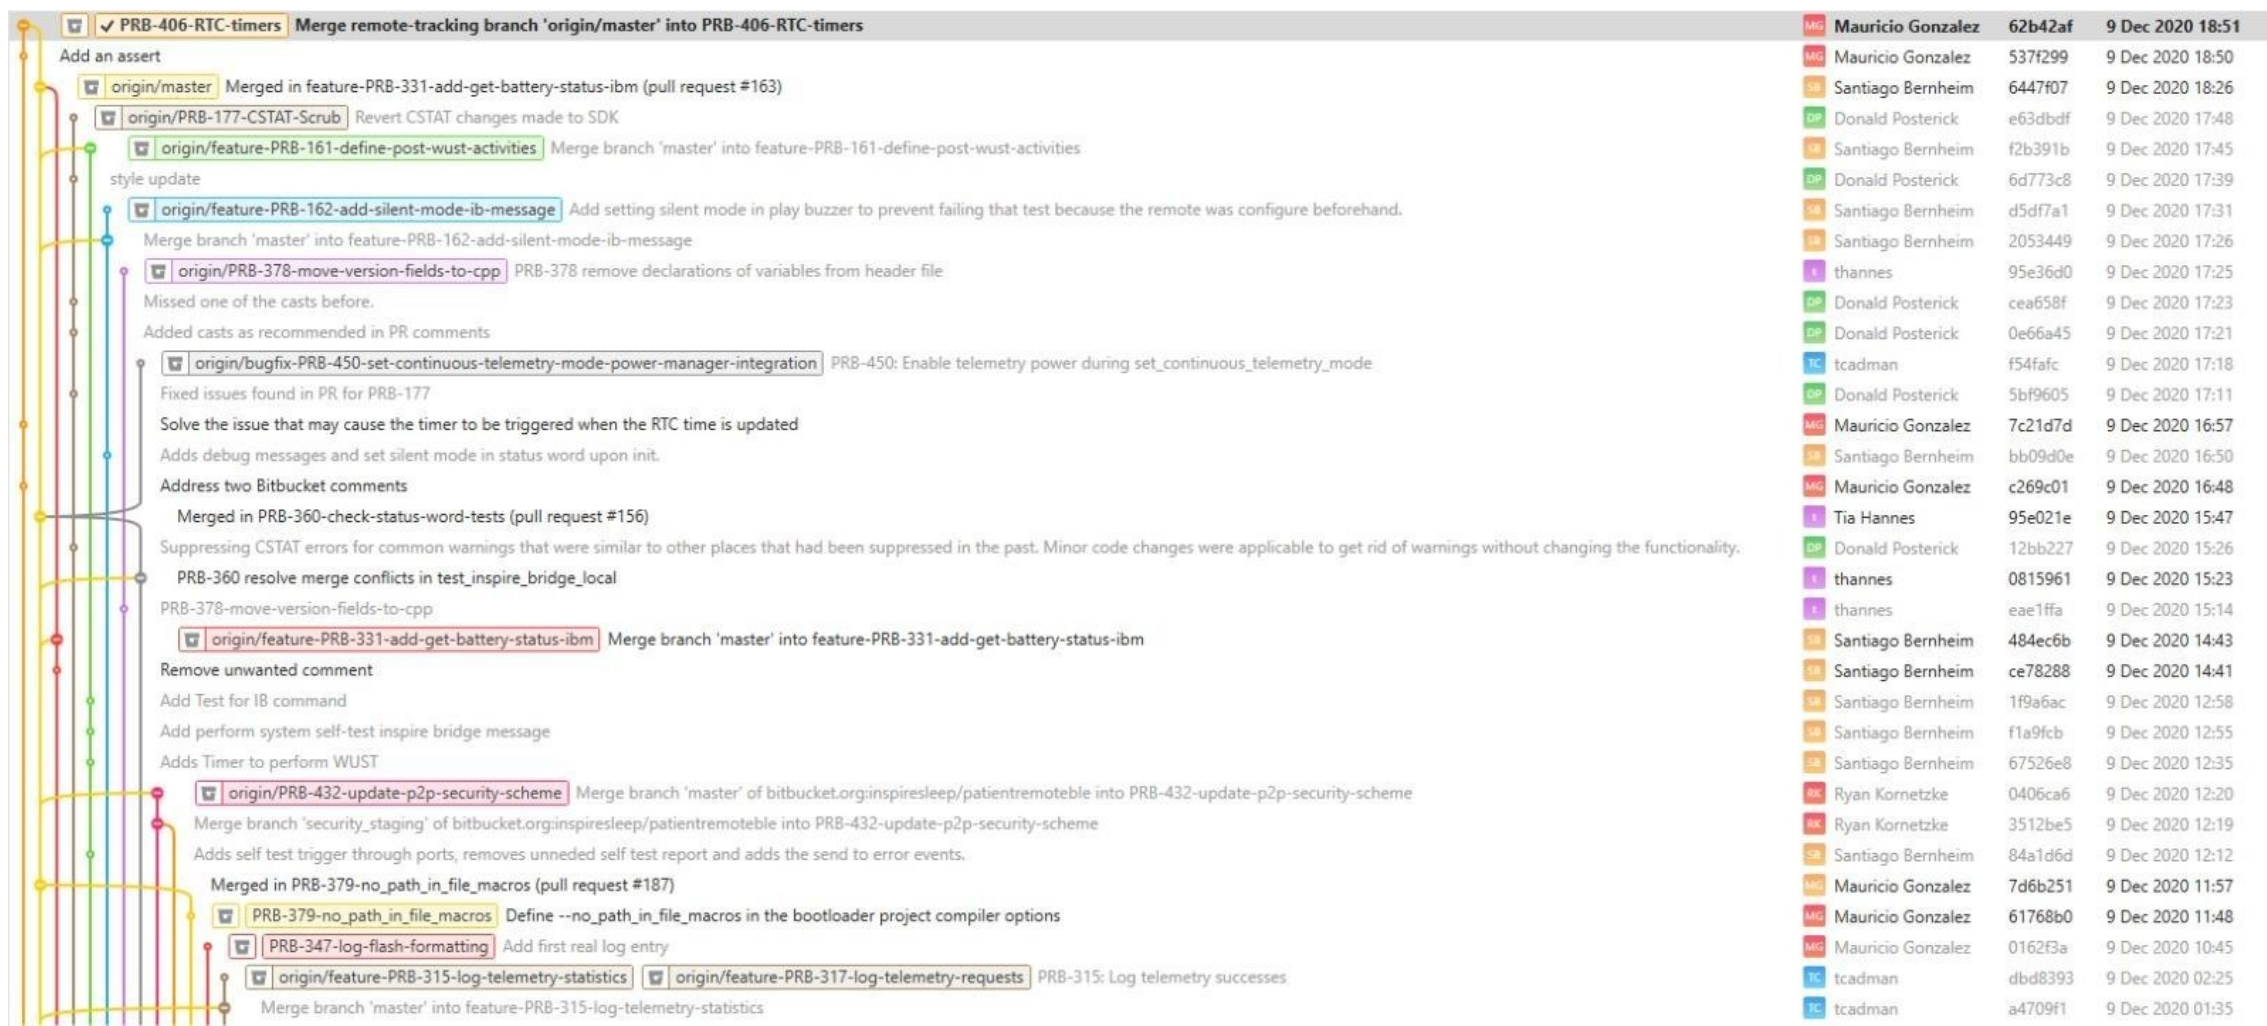 ✓ PRB-406-RTC-timers Merge remote-tracking branch 'origin/master' into PRB-406-RTC-timers MG Mauricio Gonzalez 62b42af 9 Dec 2020 18:51
Add an assert MG Mauricio Gonzalez 537f299 9 Dec 2020 18:50
origin/master Merged in feature-PRB-331-add-get-battery-status-ibm (pull request #163) SB Santiago Bernheim 6447f07 9 Dec 2020 18:26
origin/PRB-177-CSTAT-Scrub Revert CSTAT changes made to SDK DP Donald Posterick e63dbdf 9 Dec 2020 17:48
origin/feature-PRB-161-define-post-wust-activities Merge branch 'master' into feature-PRB-161-define-post-wust-activities SB Santiago Bernheim f2b391b 9 Dec 2020 17:45
style update DP Donald Posterick 6d773c8 9 Dec 2020 17:39
origin/feature-PRB-162-add-silent-mode-ib-message Add setting silent mode in play buzzer to prevent failing that test because the remote was configure beforehand. SB Santiago Bernheim d5df7a1 9 Dec 2020 17:31
Merge branch 'master' into feature-PRB-162-add-silent-mode-ib-message SB Santiago Bernheim 2053449 9 Dec 2020 17:26
origin/PRB-378-move-version-fields-to-cpp PRB-378 remove declarations of variables from header file t thannes 95e36d0 9 Dec 2020 17:25
Missed one of the casts before. DP Donald Posterick cea658f 9 Dec 2020 17:23
Added casts as recommended in PR comments DP Donald Posterick 0e66a45 9 Dec 2020 17:21
origin/bugfix-PRB-450-set-continuous-telemetry-mode-power-manager-integration PRB-450: Enable telemetry power during set_continuous_telemetry_mode TC tcadman f54fafc 9 Dec 2020 17:18
Fixed issues found in PR for PRB-177 DP Donald Posterick 5bf9605 9 Dec 2020 17:11
Solve the issue that may cause the timer to be triggered when the RTC time is updated MG Mauricio Gonzalez 7c21d7d 9 Dec 2020 16:57
Adds debug messages and set silent mode in status word upon init. SB Santiago Bernheim bb09d0e 9 Dec 2020 16:50
Address two Bitbucket comments MG Mauricio Gonzalez c269c01 9 Dec 2020 16:48
Merged in PRB-360-check-status-word-tests (pull request #156) t Tia Hannes 95e021e 9 Dec 2020 15:47
Suppressing CSTAT errors for common warnings that were similar to other places that had been suppressed in the past. Minor code changes were applicable to get rid of warnings without changing the functionality. DP Donald Posterick 12bb227 9 Dec 2020 15:26
PRB-360 resolve merge conflicts in test_inspire_bridge_local t thannes 0815961 9 Dec 2020 15:23
PRB-378-move-version-fields-to-cpp t thannes eae1ffa 9 Dec 2020 15:14
origin/feature-PRB-331-add-get-battery-status-ibm Merge branch 'master' into feature-PRB-331-add-get-battery-status-ibm SB Santiago Bernheim 484ec6b 9 Dec 2020 14:43
Remove unwanted comment SB Santiago Bernheim ce78288 9 Dec 2020 14:41
Add Test for IB command SB Santiago Bernheim 1f9a6ac 9 Dec 2020 12:58
Add perform system self-test inspire bridge message SB Santiago Bernheim f1a9fcb 9 Dec 2020 12:55
Adds Timer to perform WUST SB Santiago Bernheim 67526e8 9 Dec 2020 12:35
origin/PRB-432-update-p2p-security-scheme Merge branch 'master' of bitbucket.org:inspiresleep/patientremoteble into PRB-432-update-p2p-security-scheme RK Ryan Kornetzke 0406ca6 9 Dec 2020 12:20
Merge branch 'security_staging' of bitbucket.org:inspiresleep/patientremoteble into PRB-432-update-p2p-security-scheme RK Ryan Kornetzke 3512be5 9 Dec 2020 12:19
Adds self test trigger through ports, removes unneded self test report and adds the send to error events. SB Santiago Bernheim 84a1d6d 9 Dec 2020 12:12
Merged in PRB-379-no_path_in_file_macros (pull request #187) MG Mauricio Gonzalez 7d6b251 9 Dec 2020 11:57
PRB-379-no_path_in_file_macros Define --no_path_in_file_macros in the bootloader project compiler options MG Mauricio Gonzalez 61768b0 9 Dec 2020 11:48
PRB-347-log-flash-formatting Add first real log entry MG Mauricio Gonzalez 0162f3a 9 Dec 2020 10:45
origin/feature-PRB-315-log-telemetry-statistics origin/feature-PRB-317-log-telemetry-requests PRB-315: Log telemetry successes TC tcadman dbd8393 9 Dec 2020 02:25
Merge branch 'master' into feature-PRB-315-log-telemetry-statistics TC tcadman a4709f1 9 Dec 2020 01:35